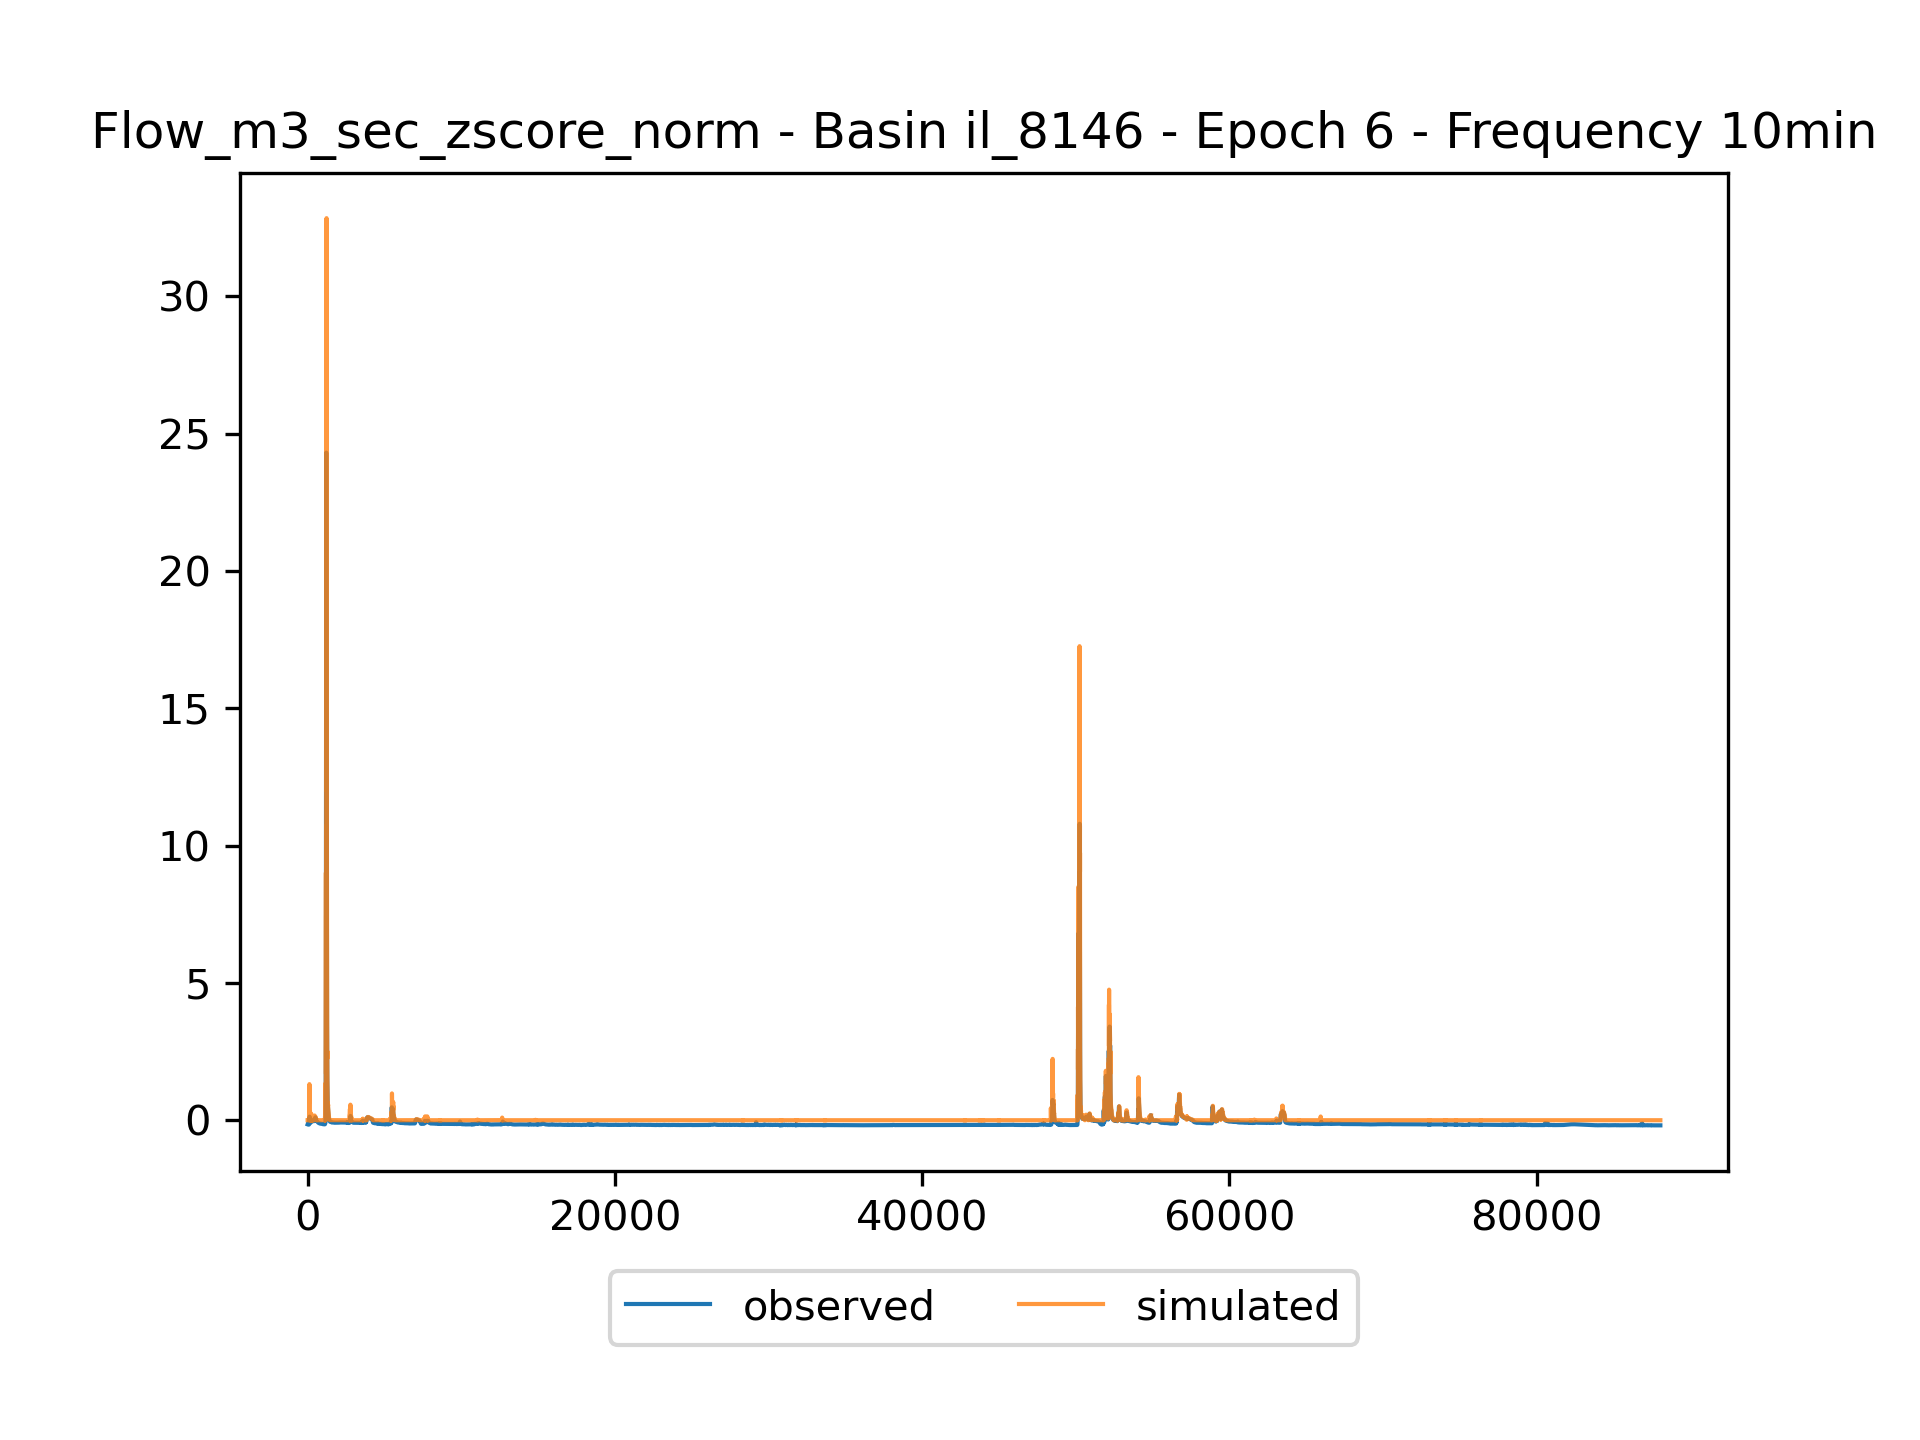 Flow_m3_sec_zscore_norm - Basin il_8146 - Epoch 6 - Frequency 10min
30
25
20
15
10
5
0
0 20000 40000 60000 80000
observed simulated